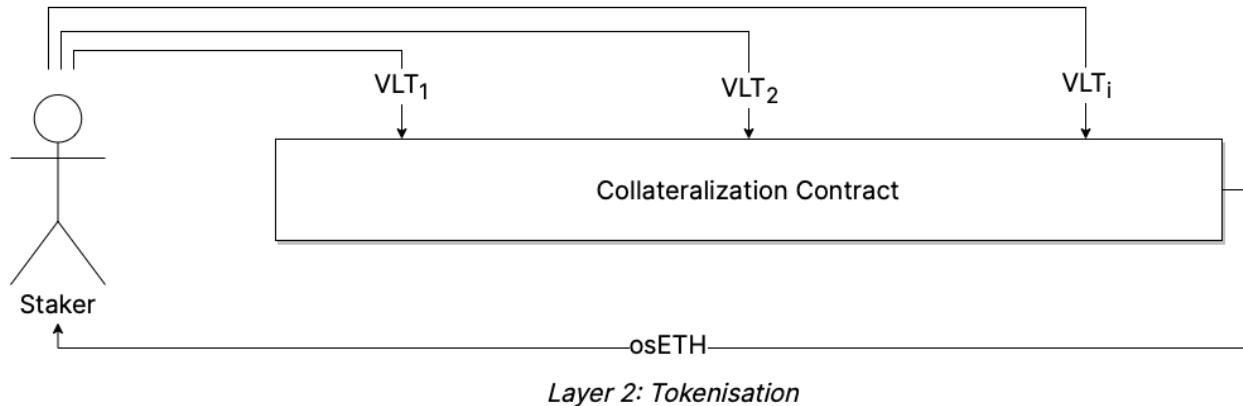 VLT₁
VLT₂
VLTᵢ
Collateralization Contract
Staker
osETH
Layer 2: Tokenisation